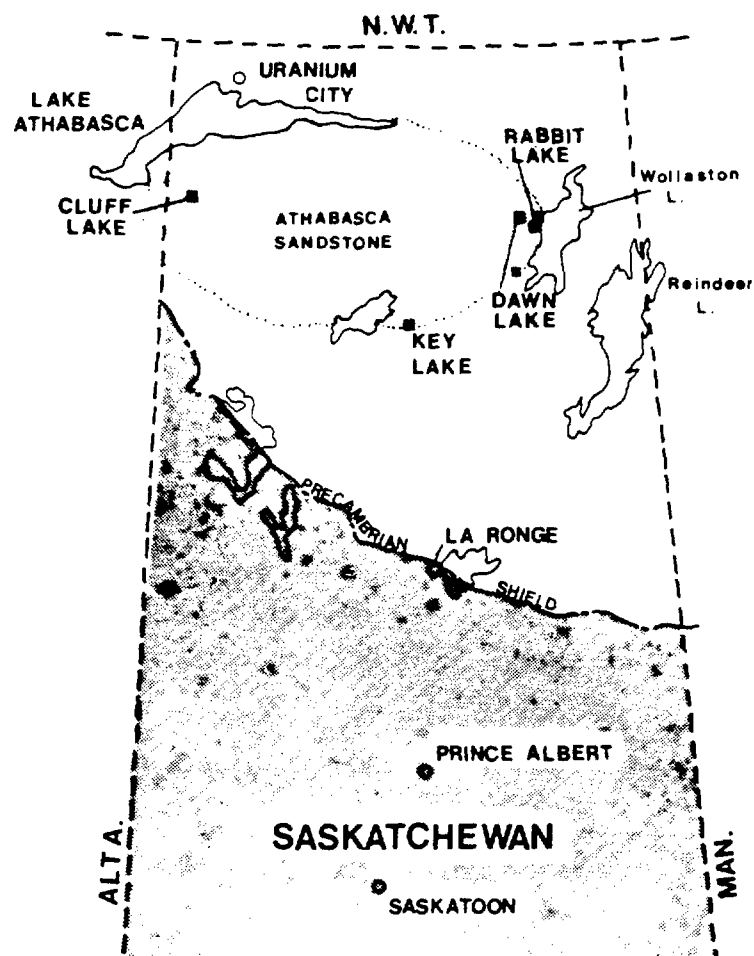 N.W.T.
URANIUM
CITY
LAKE
ATHABASCA
RABBIT
LAKE
Wollaston
L.
CLUFF
LAKE
ATHABASCA
SANDSTONE
Reindeer
L.
DAWN
LAKE
KEY
LAKE
PRECAMBRIAN
SHIELD
LA RONGE
PRINCE ALBERT
SASKATCHEWAN
ALTA.
MAN.
SASKATOON